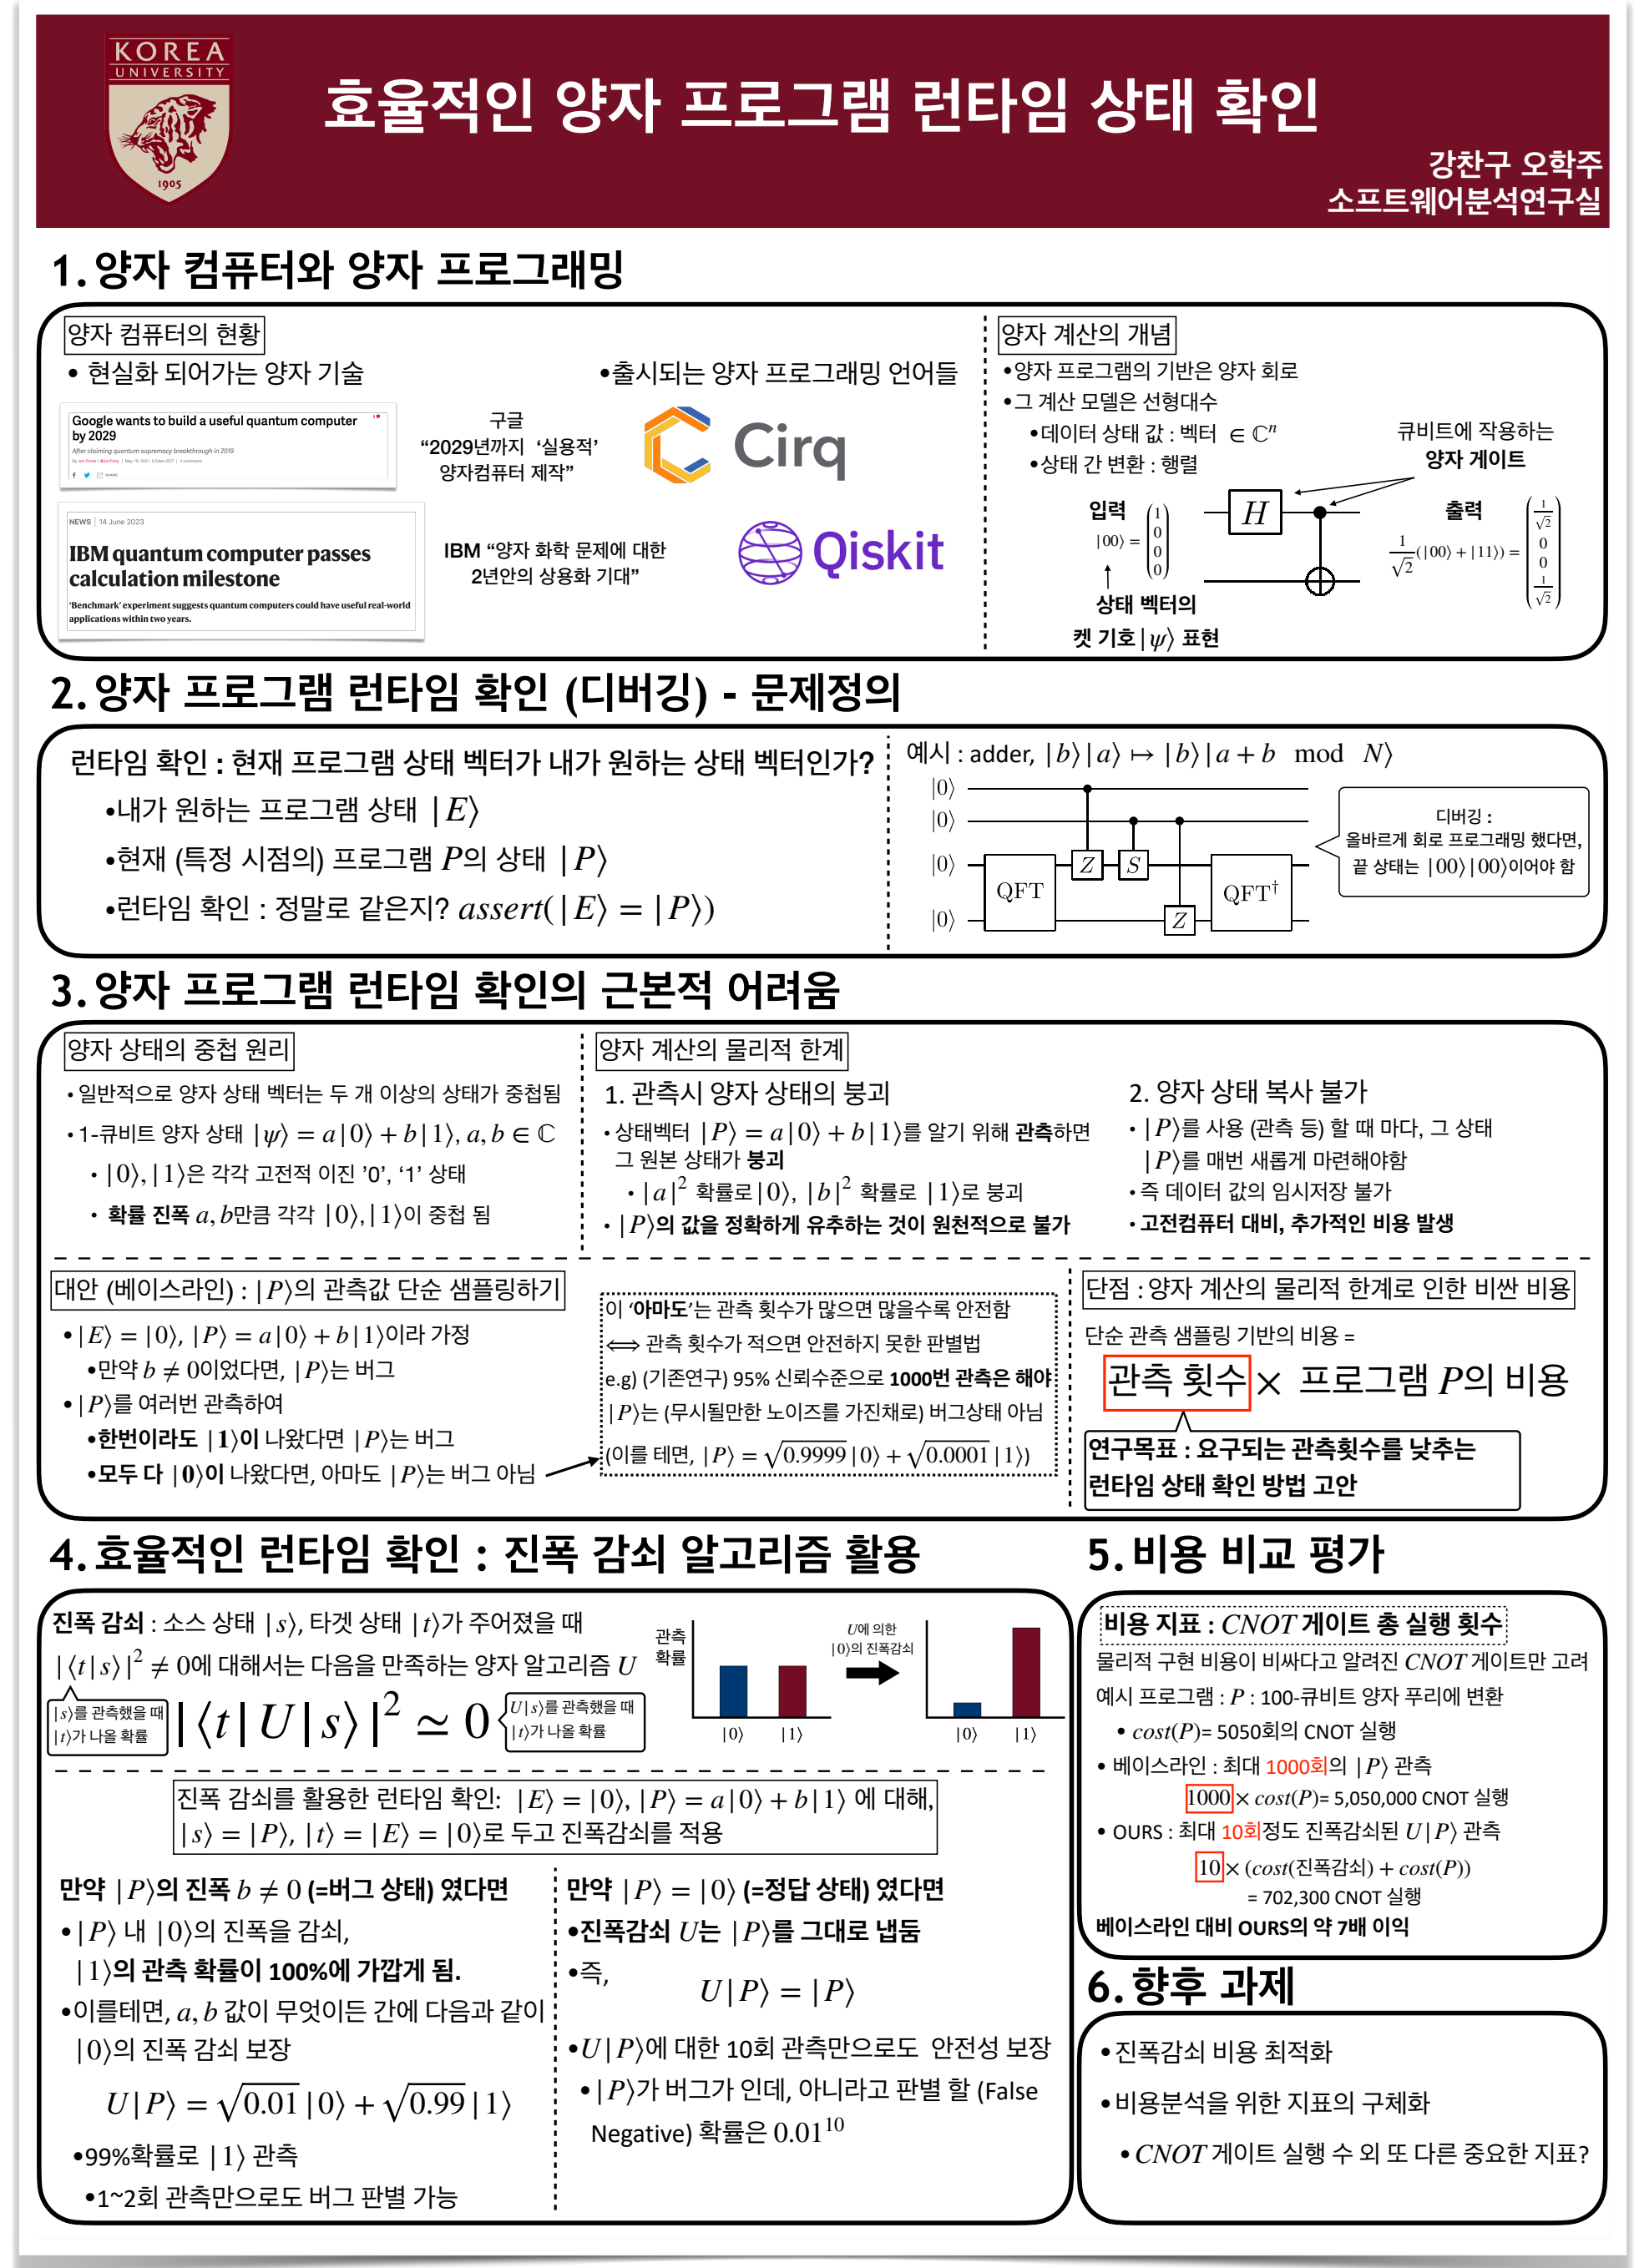 KOREA
UNIVERSITY
1905
효율적인 양자 프로그램 런타임 상태 확인
강찬구 오학주
소프트웨어분석연구실
1. 양자 컴퓨터와 양자 프로그래밍
양자 컴퓨터의 현황
• 현실화 되어가는 양자 기술
Google wants to build a useful quantum computer
by 2029
After claiming quantum supremacy breakthrough in 2019
구글
“2029년까지 ‘실용적’
양자컴퓨터 제작”
NEWS | 14 June 2023
IBM quantum computer passes
calculation milestone
‘Benchmark’ experiment suggests quantum computers could have useful real-world
applications within two years.
IBM “양자 화학 문제에 대한
2년안의 상용화 기대”
•출시되는 양자 프로그래밍 언어들
Cirq
Qiskit
양자 계산의 개념
•양자 프로그램의 기반은 양자 회로
•그 계산 모델은 선형대수
•데이터 상태 값 : 벡터 ∈ ℂⁿ
•상태 간 변환 : 행렬
큐비트에 작용하는
양자 게이트
입력
|00⟩ = (1 0 0 0)
상태 벡터의
켓 기호 |ψ⟩ 표현
H
출력
1/√2 (|00⟩ + |11⟩) = (1/√2 0 0 1/√2)
2. 양자 프로그램 런타임 확인 (디버깅) - 문제정의
런타임 확인 : 현재 프로그램 상태 벡터가 내가 원하는 상태 벡터인가?
•내가 원하는 프로그램 상태 |E⟩
•현재 (특정 시점의) 프로그램 P의 상태 |P⟩
•런타임 확인 : 정말로 같은지? assert(|E⟩ = |P⟩)
예시 : adder, |b⟩|a⟩ ↦ |b⟩|a + b mod N⟩
|0⟩
|0⟩
|0⟩
|0⟩
QFT
Z
S
Z
QFT†
디버깅 :
올바르게 회로 프로그래밍 했다면,
끝 상태는 |00⟩|00⟩이어야 함
3. 양자 프로그램 런타임 확인의 근본적 어려움
양자 상태의 중첩 원리
• 일반적으로 양자 상태 벡터는 두 개 이상의 상태가 중첩됨
• 1-큐비트 양자 상태 |ψ⟩ = a|0⟩ + b|1⟩, a, b ∈ ℂ
• |0⟩, |1⟩은 각각 고전적 이진 ’0’, ‘1’ 상태
• 확률 진폭 a, b만큼 각각 |0⟩, |1⟩이 중첩 됨
양자 계산의 물리적 한계
1. 관측시 양자 상태의 붕괴
• 상태벡터 |P⟩ = a|0⟩ + b|1⟩를 알기 위해 관측하면
그 원본 상태가 붕괴
• |a|² 확률로|0⟩, |b|² 확률로 |1⟩로 붕괴
• |P⟩의 값을 정확하게 유추하는 것이 원천적으로 불가
2. 양자 상태 복사 불가
• |P⟩를 사용 (관측 등) 할 때 마다, 그 상태
|P⟩를 매번 새롭게 마련해야함
• 즉 데이터 값의 임시저장 불가
• 고전컴퓨터 대비, 추가적인 비용 발생
대안 (베이스라인) : |P⟩의 관측값 단순 샘플링하기
• |E⟩ = |0⟩, |P⟩ = a|0⟩ + b|1⟩이라 가정
•만약 b ≠ 0이었다면, |P⟩는 버그
• |P⟩를 여러번 관측하여
•한번이라도 |1⟩이 나왔다면 |P⟩는 버그
•모두 다 |0⟩이 나왔다면, 아마도 |P⟩는 버그 아님
이 ‘아마도’는 관측 횟수가 많으면 많을수록 안전함
⟺ 관측 횟수가 적으면 안전하지 못한 판별법
e.g) (기존연구) 95% 신뢰수준으로 1000번 관측은 해야
|P⟩는 (무시될만한 노이즈를 가진채로) 버그상태 아님
(이를 테면, |P⟩ = √0.9999|0⟩ + √0.0001|1⟩)
단점 : 양자 계산의 물리적 한계로 인한 비싼 비용
단순 관측 샘플링 기반의 비용 =
관측 횟수 × 프로그램 P의 비용
연구목표 : 요구되는 관측횟수를 낮추는
런타임 상태 확인 방법 고안
4. 효율적인 런타임 확인 : 진폭 감쇠 알고리즘 활용
진폭 감쇠 : 소스 상태 |s⟩, 타겟 상태 |t⟩가 주어졌을 때
|⟨t|s⟩|² ≠ 0에 대해서는 다음을 만족하는 양자 알고리즘 U
|s⟩를 관측했을 때
|t⟩가 나올 확률
|⟨t|U|s⟩|² ≃ 0
U|s⟩를 관측했을 때
|t⟩가 나올 확률
관측
확률
|0⟩ |1⟩
U에 의한
|0⟩의 진폭감쇠
|0⟩ |1⟩
진폭 감쇠를 활용한 런타임 확인: |E⟩ = |0⟩, |P⟩ = a|0⟩ + b|1⟩ 에 대해,
|s⟩ = |P⟩, |t⟩ = |E⟩ = |0⟩로 두고 진폭감쇠를 적용
만약 |P⟩의 진폭 b ≠ 0 (=버그 상태) 였다면
• |P⟩ 내 |0⟩의 진폭을 감쇠,
|1⟩의 관측 확률이 100%에 가깝게 됨.
•이를테면, a, b 값이 무엇이든 간에 다음과 같이
|0⟩의 진폭 감쇠 보장
U|P⟩ = √0.01|0⟩ + √0.99|1⟩
•99%확률로 |1⟩ 관측
•1~2회 관측만으로도 버그 판별 가능
만약 |P⟩ = |0⟩ (=정답 상태) 였다면
•진폭감쇠 U는 |P⟩를 그대로 냅둠
•즉,
U|P⟩ = |P⟩
•U|P⟩에 대한 10회 관측만으로도 안전성 보장
• |P⟩가 버그가 인데, 아니라고 판별 할 (False
Negative) 확률은 0.01¹⁰
5. 비용 비교 평가
비용 지표 : CNOT 게이트 총 실행 횟수
물리적 구현 비용이 비싸다고 알려진 CNOT 게이트만 고려
예시 프로그램 : P : 100-큐비트 양자 푸리에 변환
• cost(P)= 5050회의 CNOT 실행
• 베이스라인 : 최대 1000회의 |P⟩ 관측
1000 × cost(P)= 5,050,000 CNOT 실행
• OURS : 최대 10회정도 진폭감쇠된 U|P⟩ 관측
10 × (cost(진폭감쇠) + cost(P))
= 702,300 CNOT 실행
베이스라인 대비 OURS의 약 7배 이익
6. 향후 과제
•진폭감쇠 비용 최적화
•비용분석을 위한 지표의 구체화
• CNOT 게이트 실행 수 외 또 다른 중요한 지표?